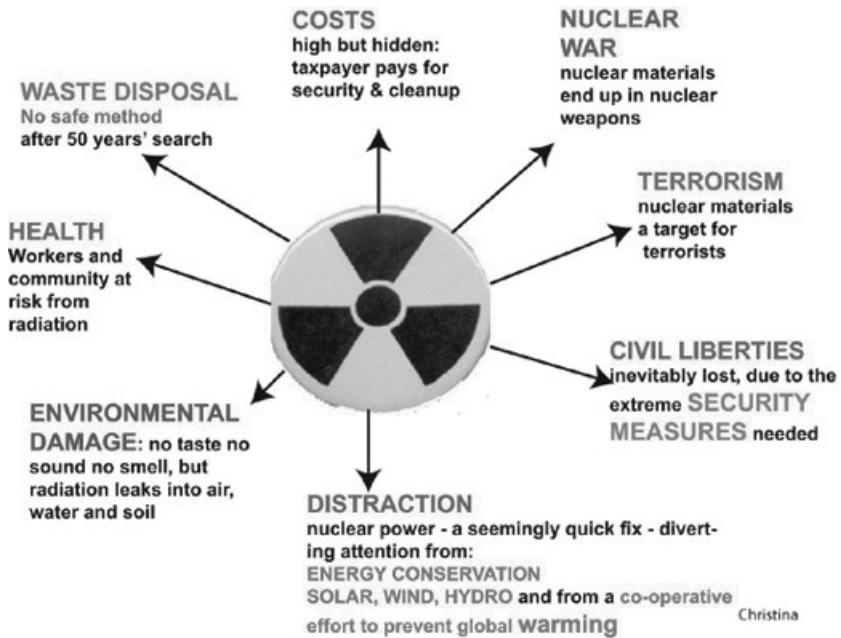 COSTS
high but hidden:
taxpayer pays for
security & cleanup
NUCLEAR
WAR
nuclear materials
end up in nuclear
weapons
WASTE DISPOSAL
No safe method
after 50 years' search
TERRORISM
nuclear materials
a target for
terrorists
HEALTH
Workers and
community at
risk from
radiation
CIVIL LIBERTIES
inevitably lost, due to the
extreme SECURITY
MEASURES needed
ENVIRONMENTAL
DAMAGE: no taste no
sound no smell, but
radiation leaks into air,
water and soil
DISTRACTION
nuclear power - a seemingly quick fix - divert-
ing attention from:
ENERGY CONSERVATION
SOLAR, WIND, HYDRO and from a co-operative
effort to prevent global warming
Christina